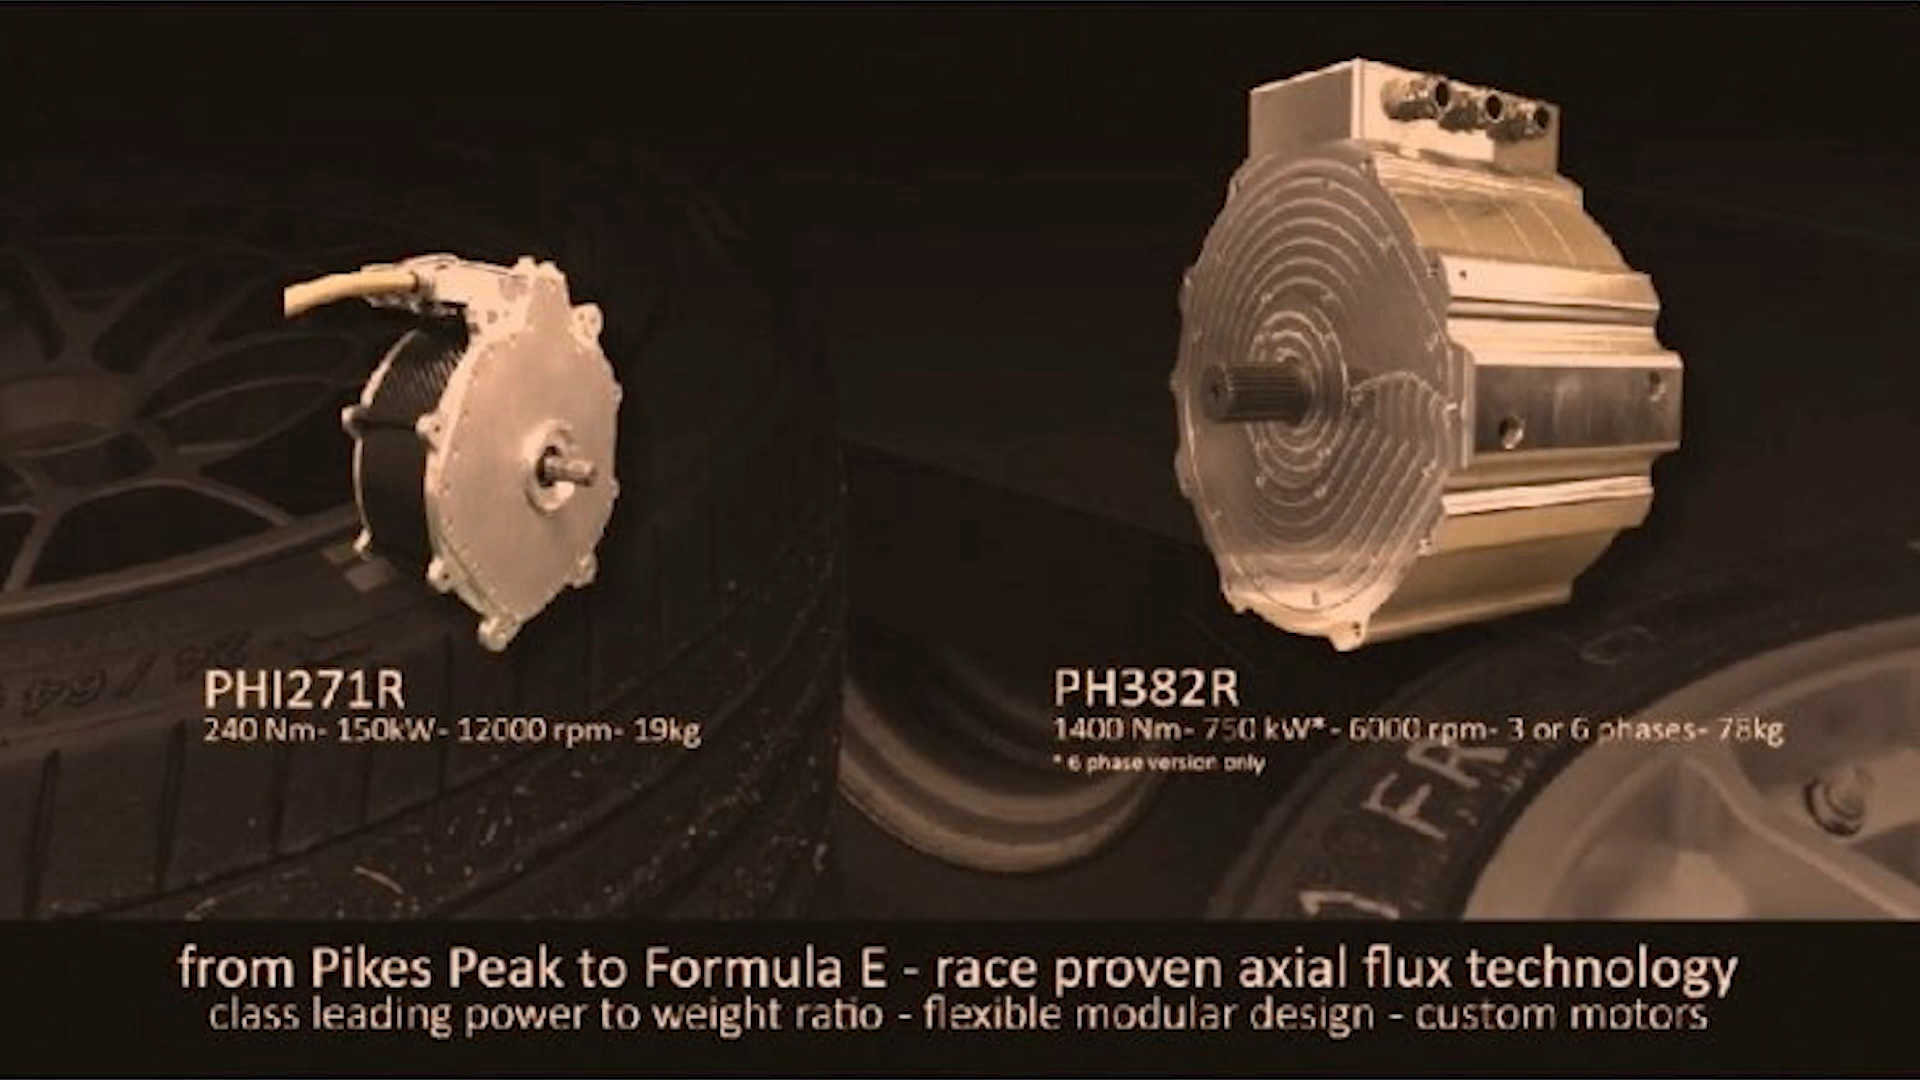 PHI271R
240 Nm- 150kW- 12000 rpm- 19kg
PH382R
1400 Nm- 750 kW*- 6000 rpm- 3 or 6 phases- 78kg
* 6 phase version only
1 FR
from Pikes Peak to Formula E - race proven axial flux technology
class leading power to weight ratio - flexible modular design - custom motors